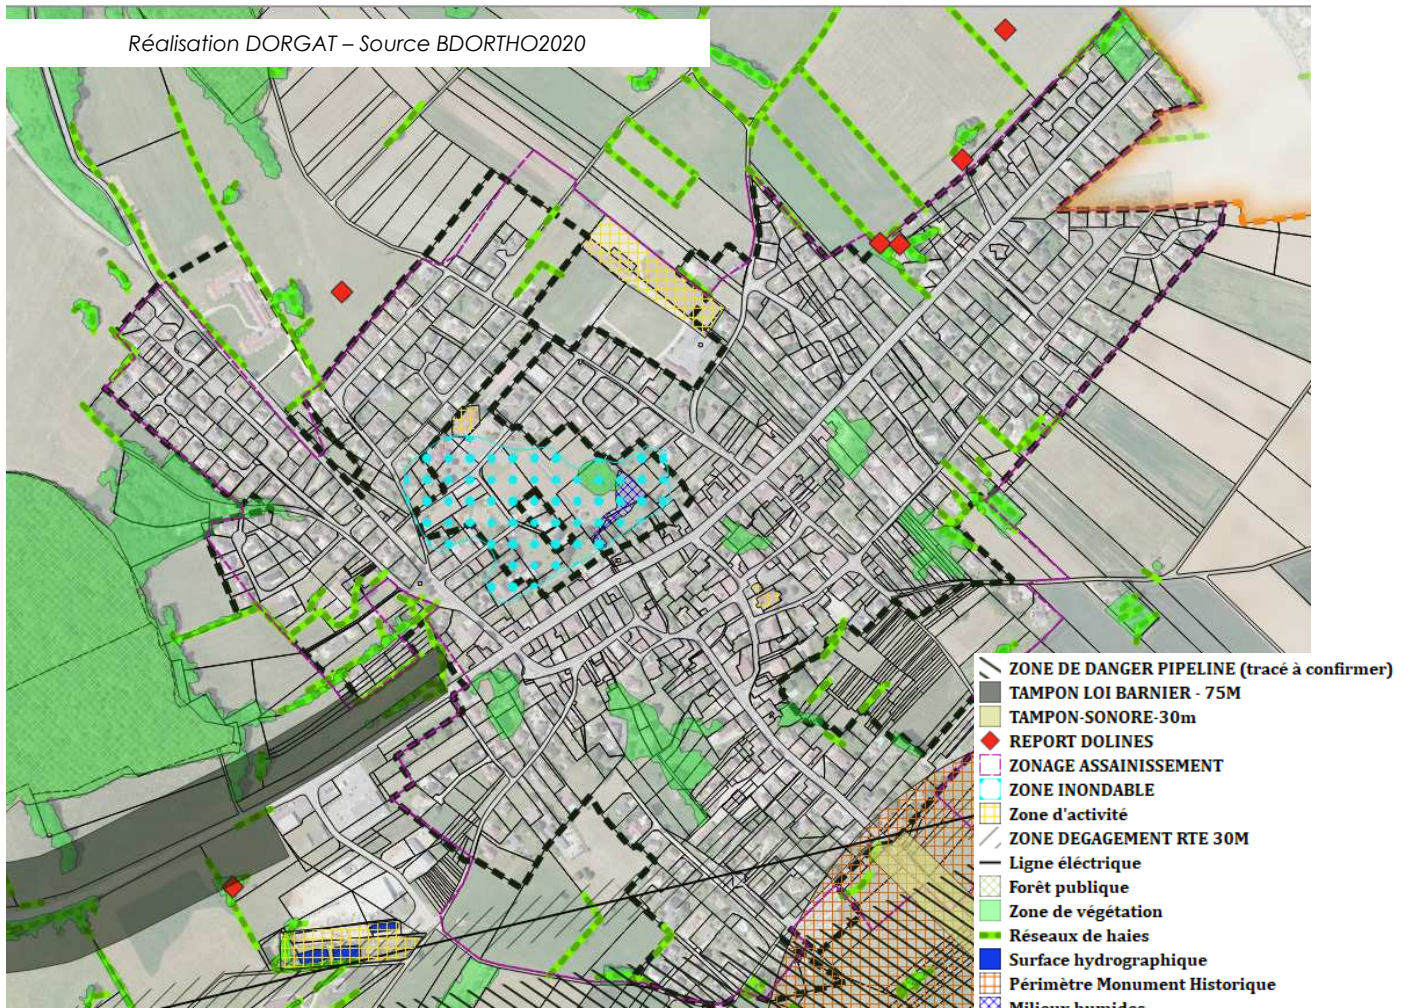 Réalisation DORGAT – Source BDORTHO2020
ZONE DE DANGER PIPELINE (tracé à confirmer)
TAMPON LOI BARNIER - 75M
TAMPON-SONORE-30m
REPORT DOLINES
ZONAGE ASSAINISSEMENT
ZONE INONDABLE
Zone d'activité
ZONE DEGAGEMENT RTE 30M
Ligne éléctrique
Forêt publique
Zone de végétation
Réseaux de haies
Surface hydrographique
Périmètre Monument Historique
Milieux humides